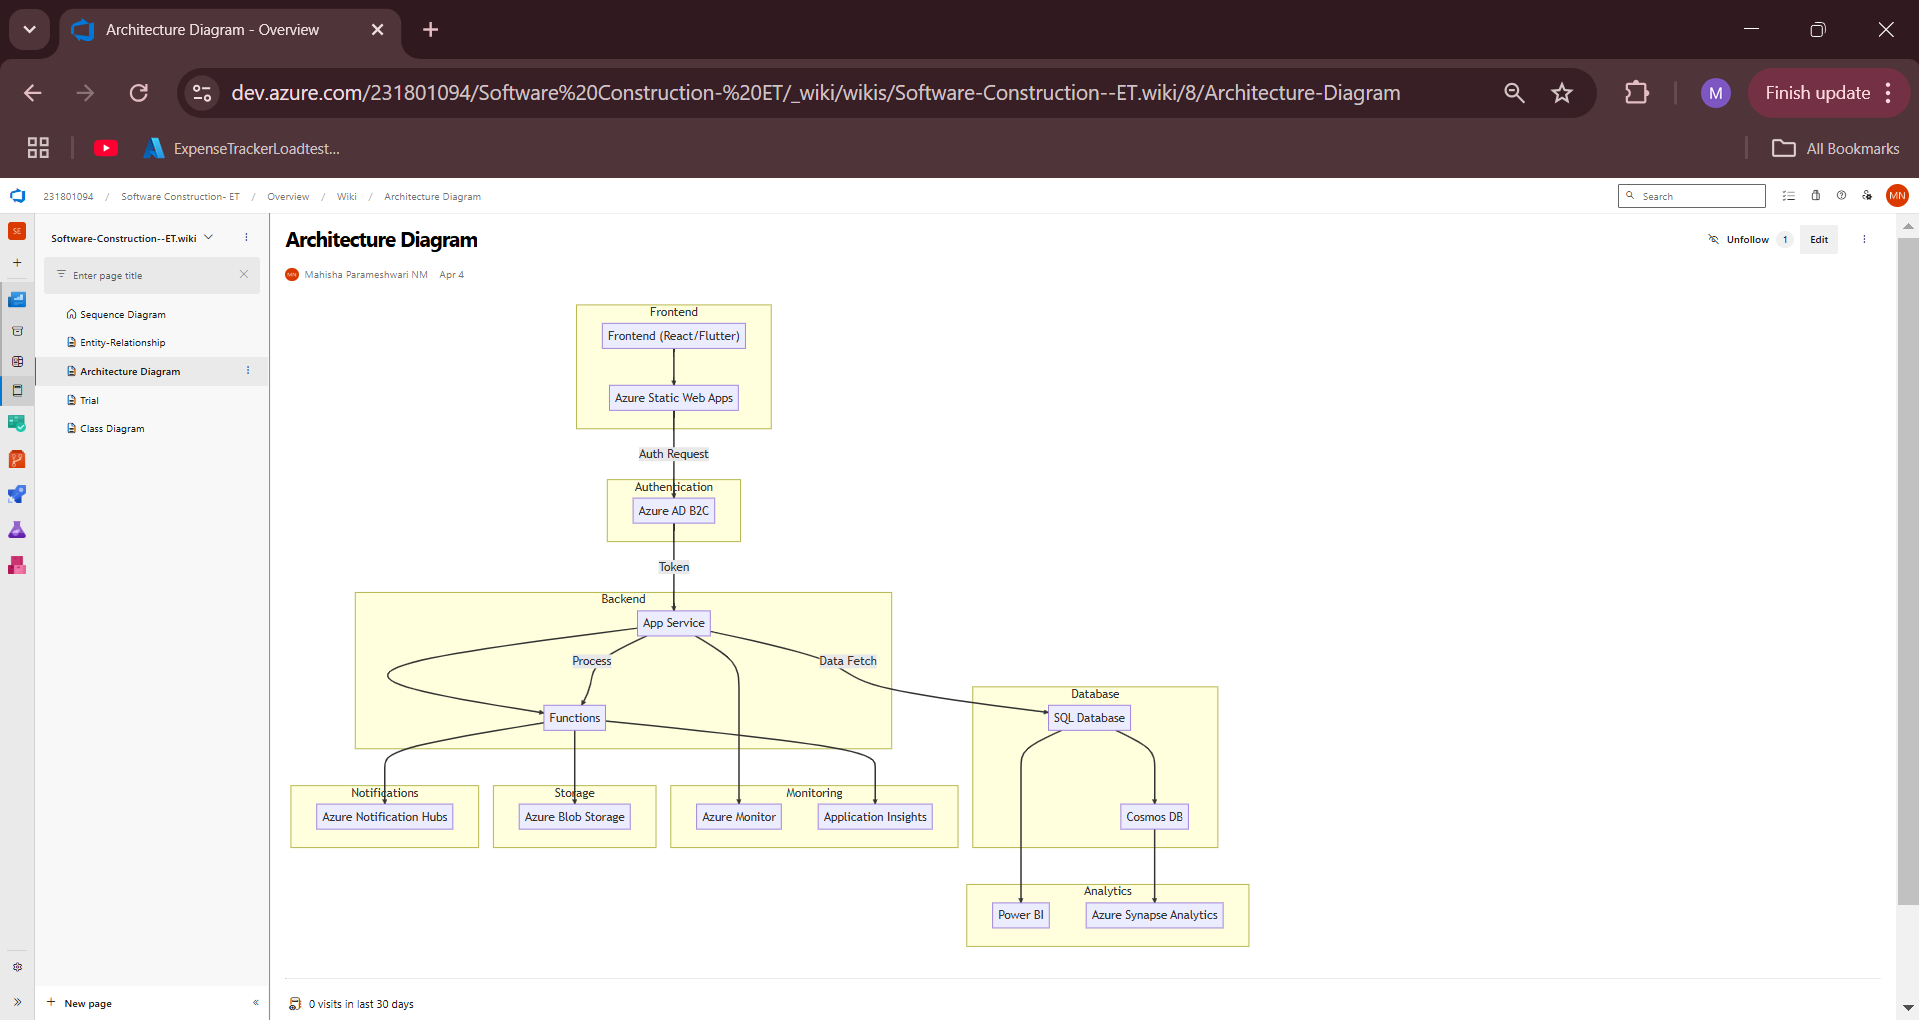 Architecture Diagram - Overview
dev.azure.com/231801094/Software%20Construction-%20ET/_wiki/wikis/Software-Construction--ET.wiki/8/Architecture-Diagram
M
Finish update
ExpenseTrackerLoadtest...
All Bookmarks
231801094 / Software Construction- ET / Overview / Wiki / Architecture Diagram
Search
MN
SE
Software-Construction--ET.wiki
Enter page title
Sequence Diagram
Entity-Relationship
Architecture Diagram
Trial
Class Diagram
New page
Architecture Diagram
Unfollow 1
Edit
MN Mahisha Parameshwari NM Apr 4
Frontend
Frontend (React/Flutter)
Azure Static Web Apps
Auth Request
Authentication
Azure AD B2C
Token
Backend
App Service
Process
Data Fetch
Functions
Database
SQL Database
Cosmos DB
Notifications
Azure Notification Hubs
Storage
Azure Blob Storage
Monitoring
Azure Monitor
Application Insights
Analytics
Power BI
Azure Synapse Analytics
0 visits in last 30 days